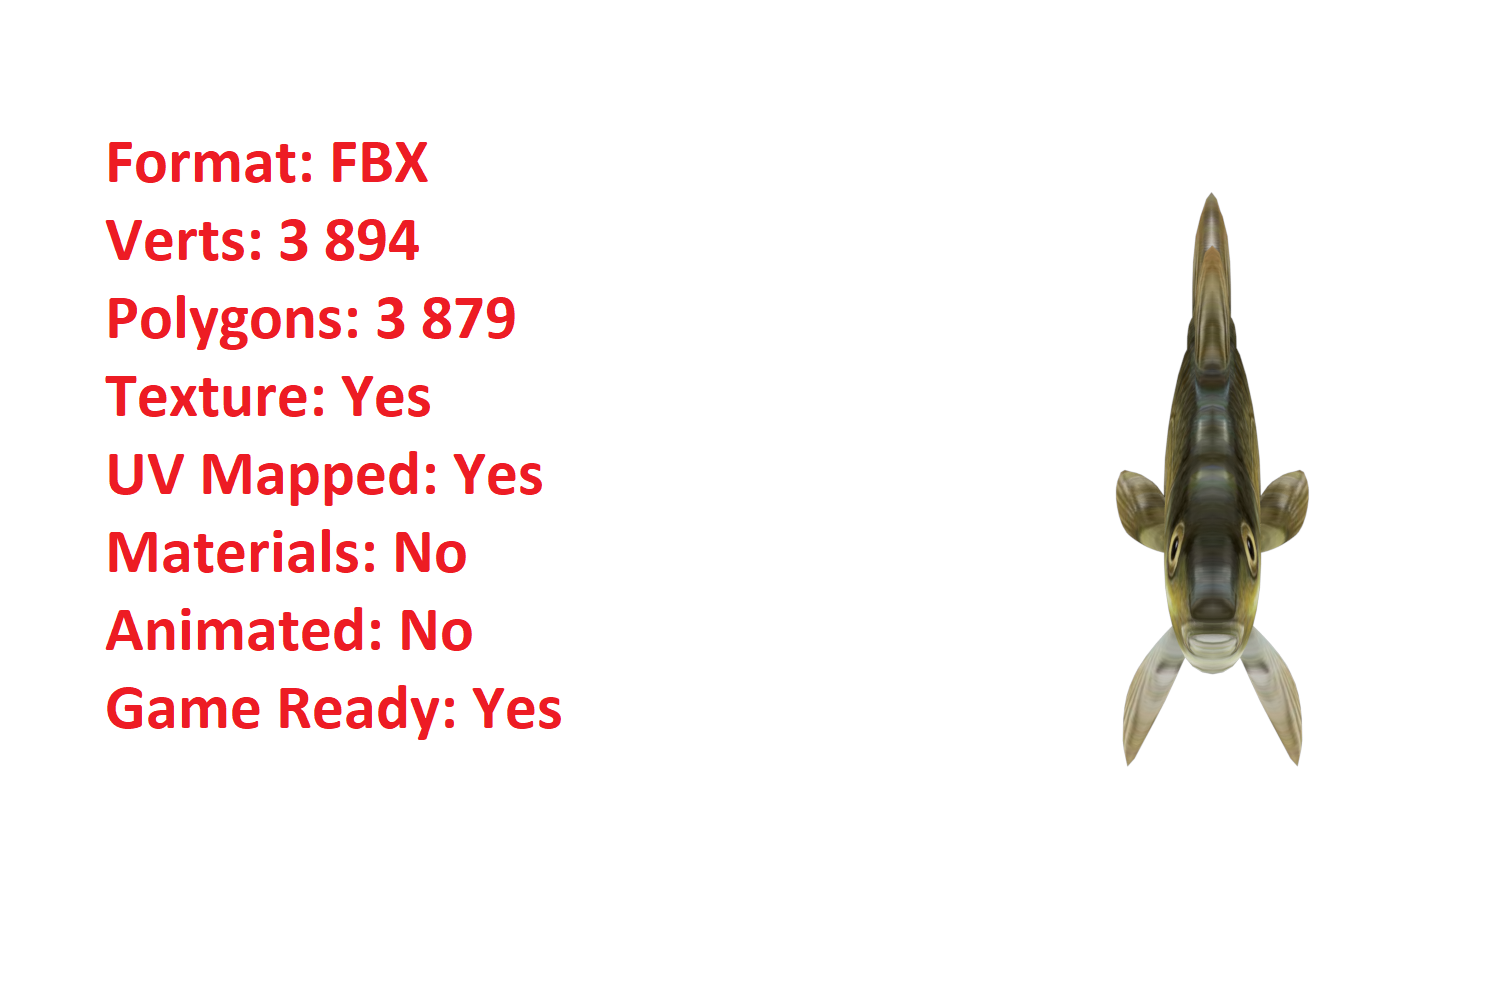 Format: FBX
Verts: 3 894
Polygons: 3 879
Texture: Yes
UV Mapped: Yes
Materials: No
Animated: No
Game Ready: Yes